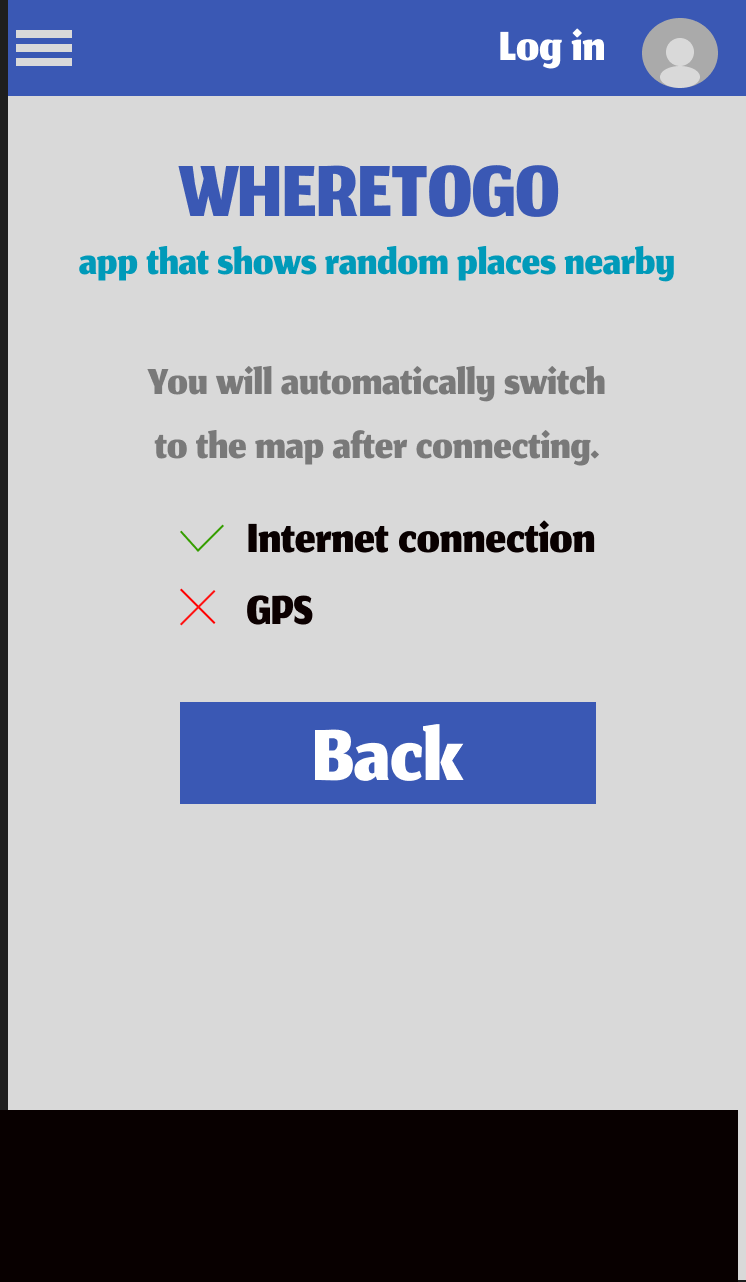 Log in
WHERETOGO
app that shows random places nearby
You will automatically switch
to the map after connecting.
Internet connection
GPS
Back